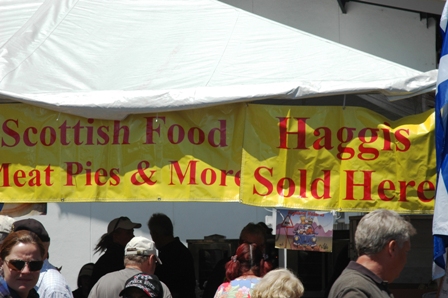 Scottish Food
Meat Pies & More
Haggis
Sold Here